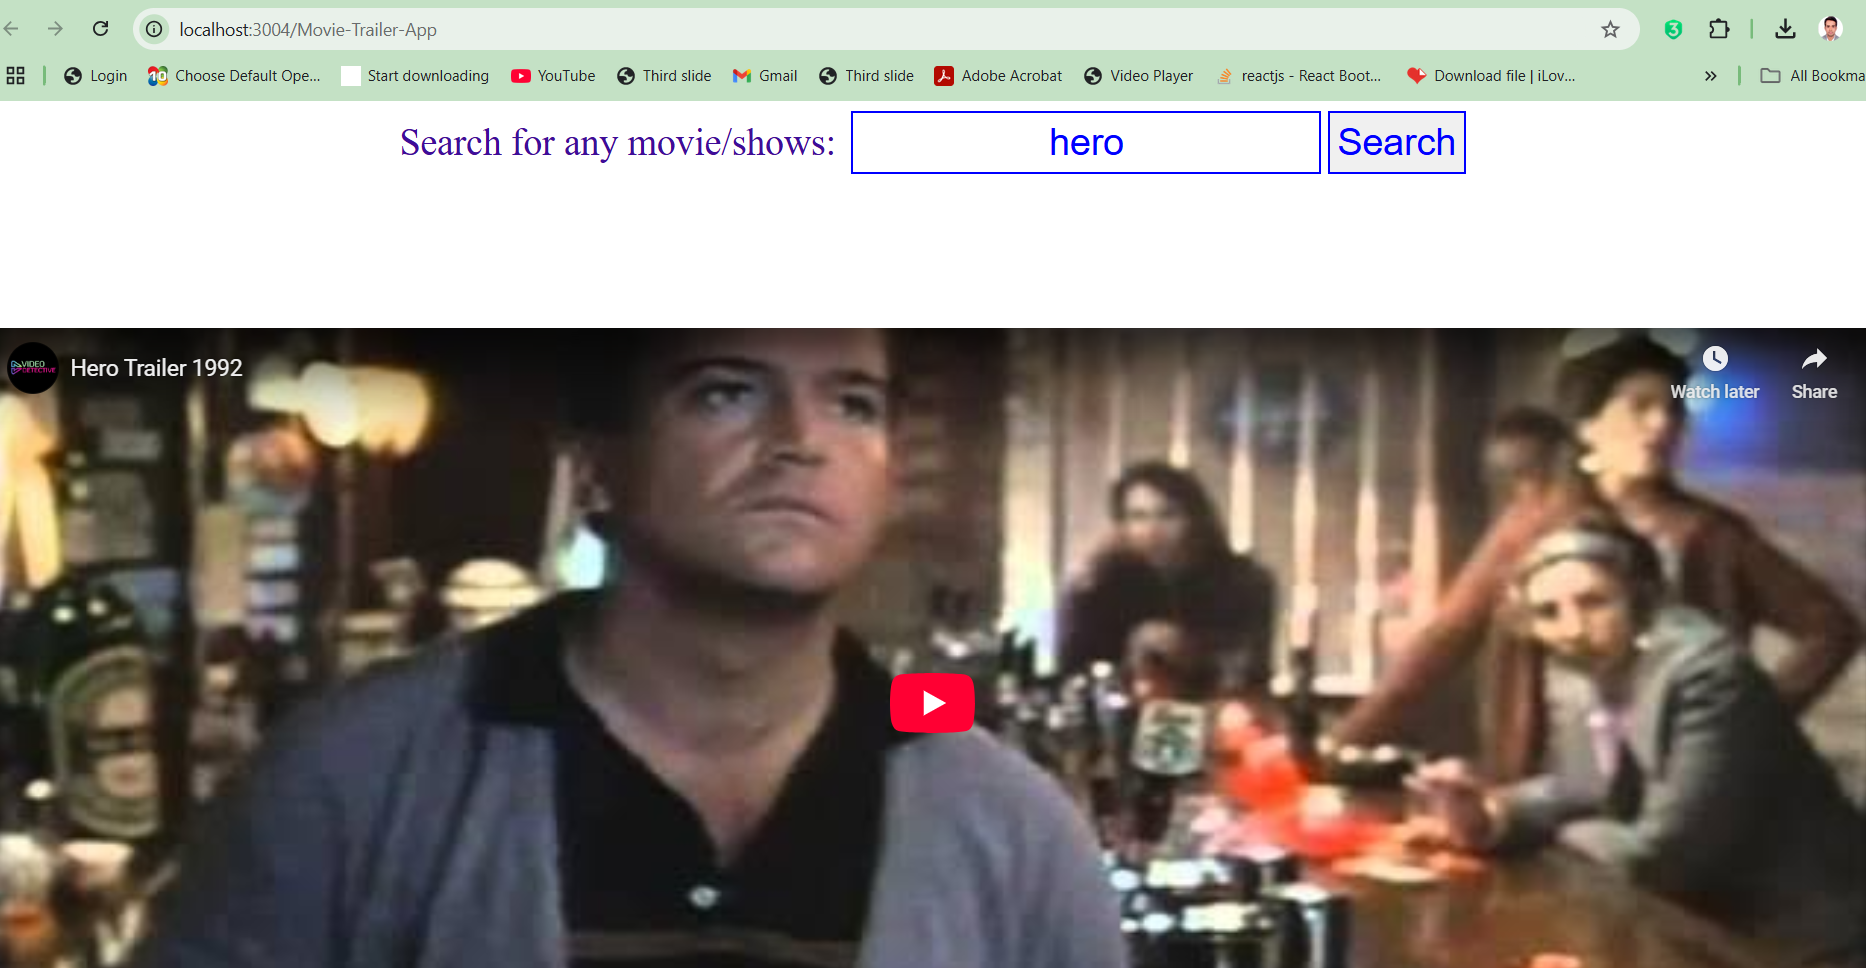 localhost:3004/Movie-Trailer-App
3
Login
10 Choose Default Ope...
Start downloading
YouTube
Third slide
Gmail
Third slide
Adobe Acrobat
Video Player
reactjs - React Boot...
Download file | iLov...
»
All Bookma
Search for any movie/shows: hero Search
VIDEO
DETECTIVE
Hero Trailer 1992
Watch later
Share